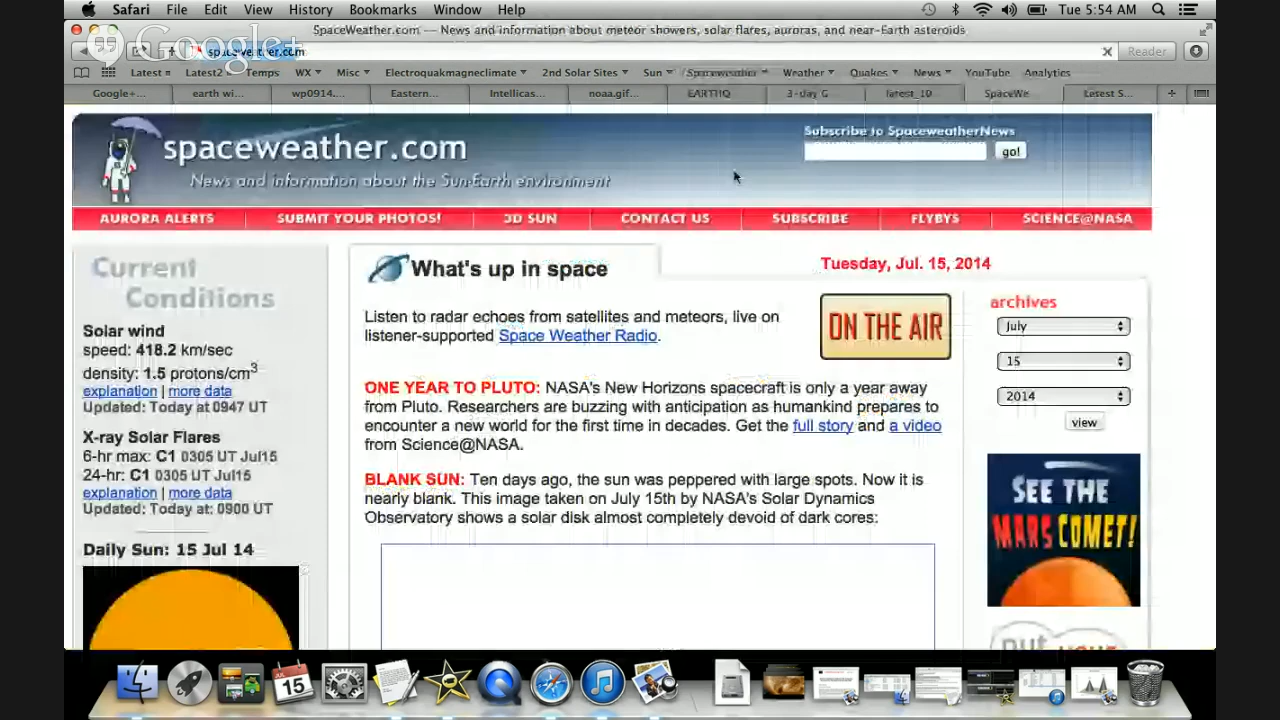 Safari File Edit View History Bookmarks Window Help Tue 5:54 AM
SpaceWeather.com — News and information about meteor showers, solar flares, auroras, and near-Earth asteroids
Google+
spaceweather.com Reader
Latest Latest2 Temps WX Misc Electroquakmagneclimate 2nd Solar Sites Sun Spaceweather Weather Quakes News YouTube Analytics
Google+... earth wi... wp0914.... Eastern... Intellicas... noaa.gif... EARTHQ 3-day G latest_10 SpaceWe Latest S...
Subscribe to SpaceweatherNews
spaceweather.com
go!
News and information about the Sun-Earth environment
AURORA ALERTS SUBMIT YOUR PHOTOS! 3D SUN CONTACT US SUBSCRIBE FLYBYS SCIENCE@NASA
Current
Conditions
Solar wind
speed: 418.2 km/sec
density: 1.5 protons/cm3
explanation | more data
Updated: Today at 0947 UT
X-ray Solar Flares
6-hr max: C1 0305 UT Jul15
24-hr: C1 0305 UT Jul15
explanation | more data
Updated: Today at: 0900 UT
Daily Sun: 15 Jul 14
What's up in space
Tuesday, Jul. 15, 2014
Listen to radar echoes from satellites and meteors, live on
listener-supported Space Weather Radio.
ON THE AIR
ONE YEAR TO PLUTO: NASA's New Horizons spacecraft is only a year away
from Pluto. Researchers are buzzing with anticipation as humankind prepares to
encounter a new world for the first time in decades. Get the full story and a video
from Science@NASA.
BLANK SUN: Ten days ago, the sun was peppered with large spots. Now it is
nearly blank. This image taken on July 15th by NASA's Solar Dynamics
Observatory shows a solar disk almost completely devoid of dark cores:
archives
July
15
2014
view
SEE THE
MARS COMET!
put your
15